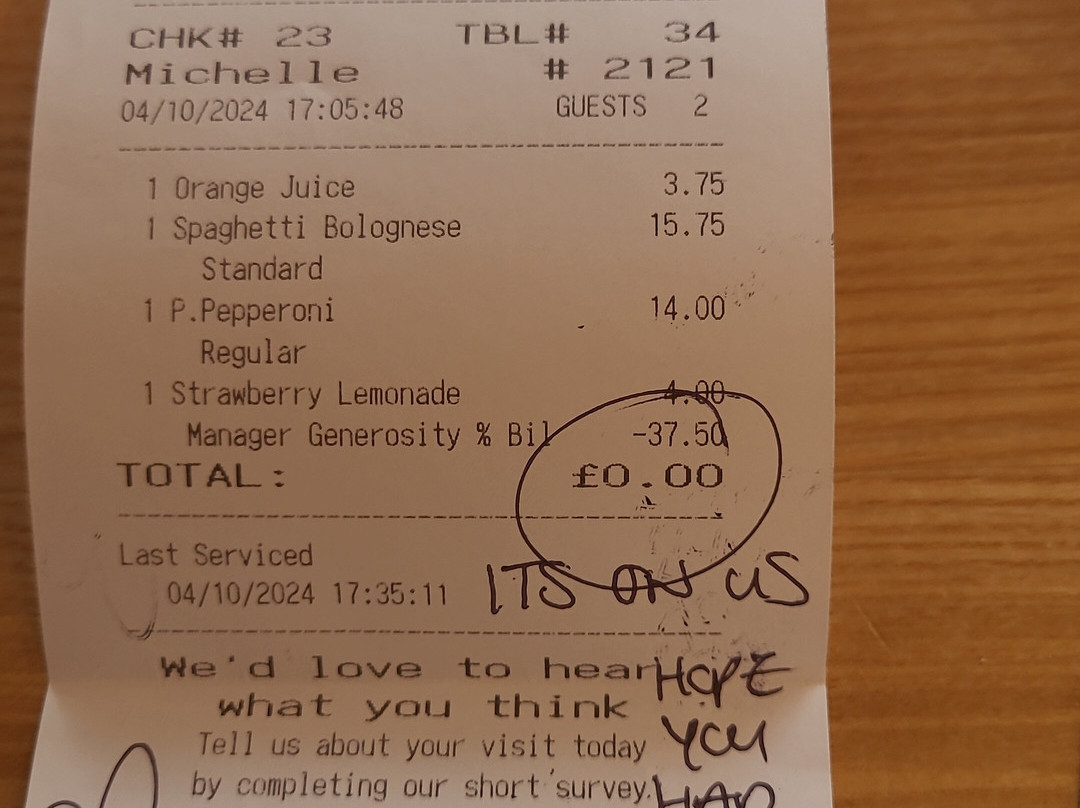 CHK# 23 TBL# 34
Michelle # 2121
04/10/2024 17:05:48 GUESTS 2
1 Orange Juice 3.75
1 Spaghetti Bolognese 15.75
Standard
1 P.Pepperoni 14.00
Regular
1 Strawberry Lemonade 4.00
Manager Generosity % Bil -37.50
TOTAL: £0.00
Last Serviced
04/10/2024 17:35:11
ITS ON US
We'd love to hear
what you think
HOPE
Tell us about your visit today
YOU
by completing our short survey.
HAD